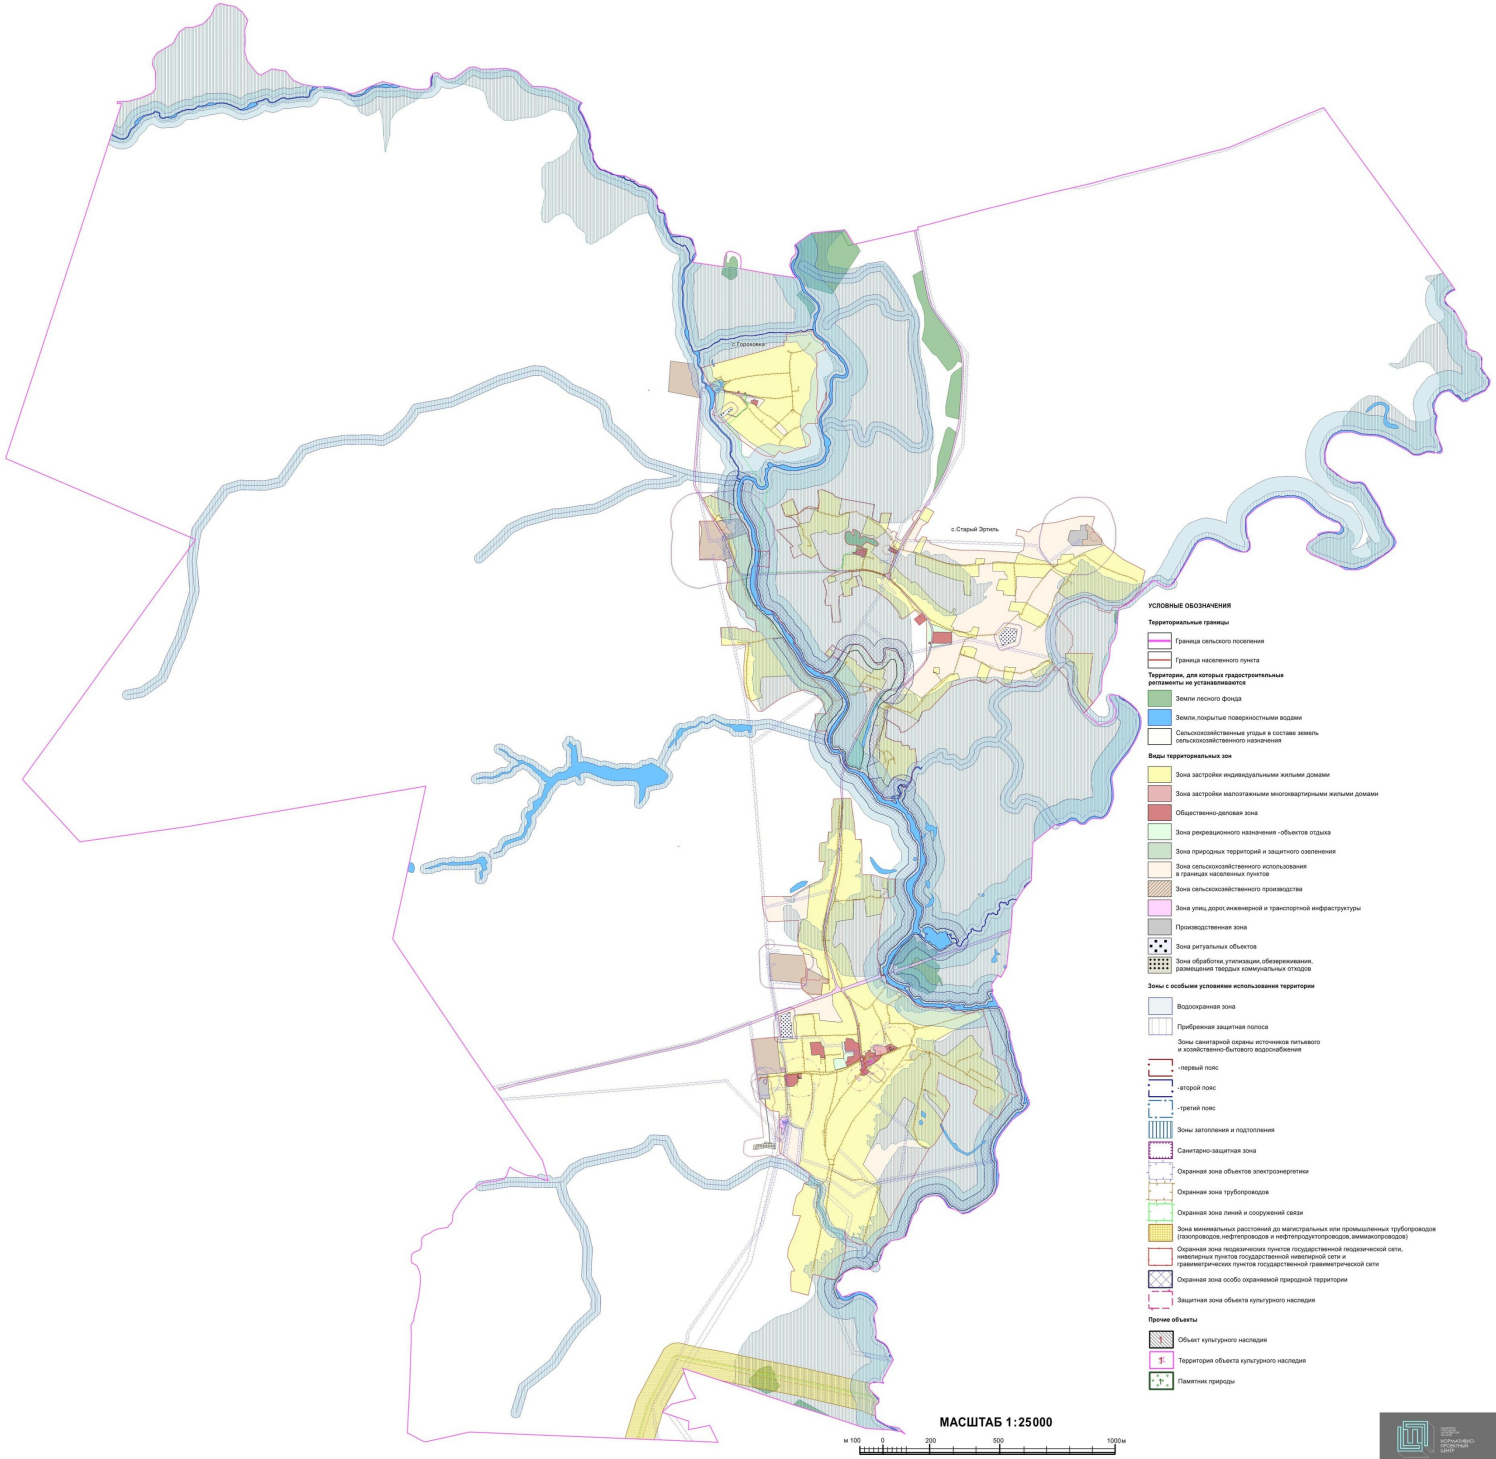 с.Гороховка
с.Старый Эртиль
УСЛОВНЫЕ ОБОЗНАЧЕНИЯ
Территориальные границы
Граница сельского поселения
Граница населенного пункта
Территории, для которых градостроительные
регламенты не устанавливаются
Земли лесного фонда
Земли,покрытые поверхностными водами
Сельскохозяйственные угодья в составе земель
сельскохозяйственного назначения
Виды территориальных зон
Зона застройки индивидуальными жилыми домами
Зона застройки малоэтажными многоквартирными жилыми домами
Общественно-деловая зона
Зона рекреационного назначения -объектов отдыха
Зона природных территорий и защитного озеленения
Зона сельскохозяйственного использования
в границах населенных пунктов
Зона сельскохозяйственного производства
Зона улиц,дорог,инженерной и транспортной инфраструктуры
Производственная зона
Зона ритуальных объектов
Зона обработки,утилизации,обезвреживания,
размещения твердых коммунальных отходов
Зоны с особыми условиями использования территории
Водоохранная зона
Прибрежная защитная полоса
Зоны санитарной охраны источников питьевого
и хозяйственно-бытового водоснабжения
-первый пояс
-второй пояс
-третий пояс
Зоны затопления и подтопления
Санитарно-защитная зона
Охранная зона объектов электроэнергетики
Охранная зона трубопроводов
Охранная зона линий и сооружений связи
Зона минимальных расстояний до магистральных или промышленных трубопроводов
(газопроводов,нефтепроводов и нефтепродуктопроводов,аммиакопроводов)
Охранная зона геодезических пунктов государственной геодезической сети,
нивелирных пунктов государственной нивелирной сети и
гравиметрических пунктов государственной гравиметрической сети
Охранная зона особо охраняемой природной территории
Защитная зона объекта культурного наследия
Прочие объекты
Объект культурного наследия
Территория объекта культурного наследия
Памятник природы
МАСШТАБ 1:25000
м 100 0 200 500 1000м
НОРМАТИВНО-
ПРОЕКТНЫЙ
ЦЕНТР